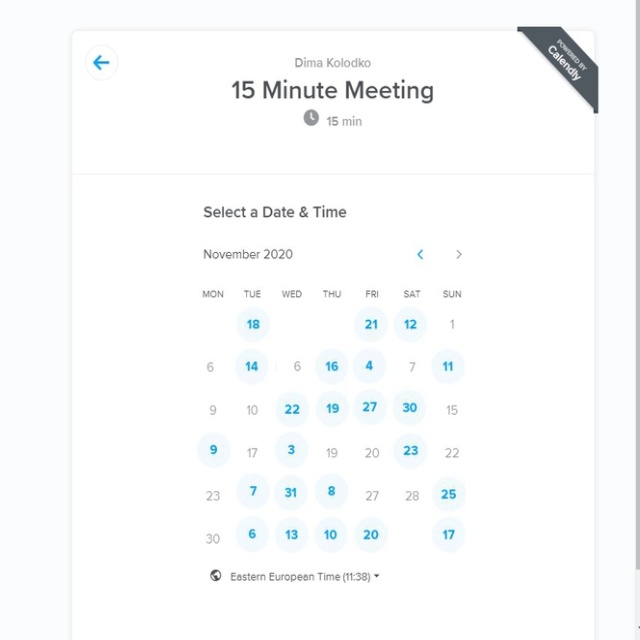 POWERED BY
Calendly
Dima Kolodko
15 Minute Meeting
15 min
Select a Date & Time
November 2020
MON TUE WED THU FRI SAT SUN
18 21 12 1
6 14 6 16 4 7 11
9 10 22 19 27 30 15
9 17 3 19 20 23 22
23 7 31 8 27 28 25
30 6 13 10 20 17
Eastern European Time (11:38)